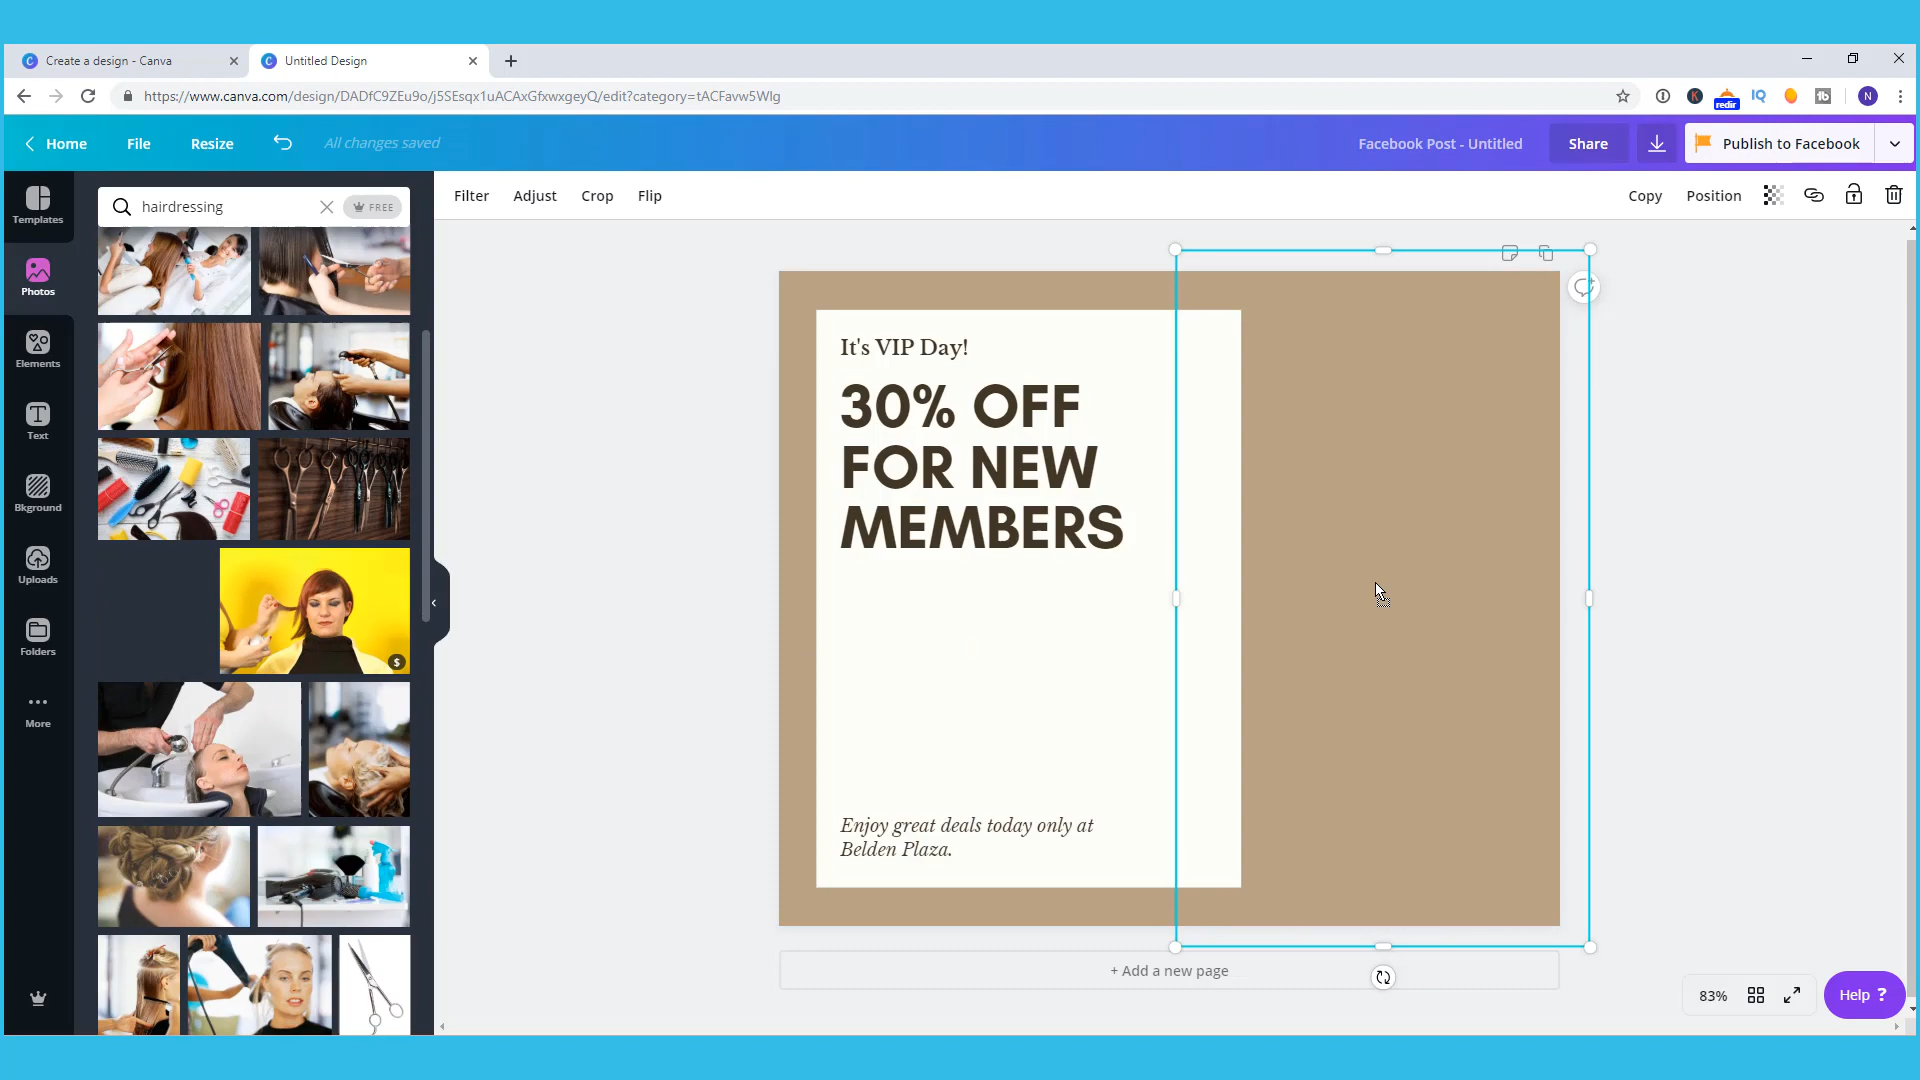 Create a design - Canva
Untitled Design
https://www.canva.com/design/DADfC9ZEu9o/j5SEsqx1uACAxGfxwxgeyQ/edit?category=tACFavw5WIg
redir
IQ
N
Home
File
Resize
All changes saved
Facebook Post - Untitled
Share
Publish to Facebook
Templates
Photos
Elements
Text
Bkground
Uploads
Folders
More
hairdressing
FREE
$
Filter
Adjust
Crop
Flip
Copy
Position
It's VIP Day!
30% OFF
FOR NEW
MEMBERS
Enjoy great deals today only at
Belden Plaza.
+ Add a new page
83%
Help ?